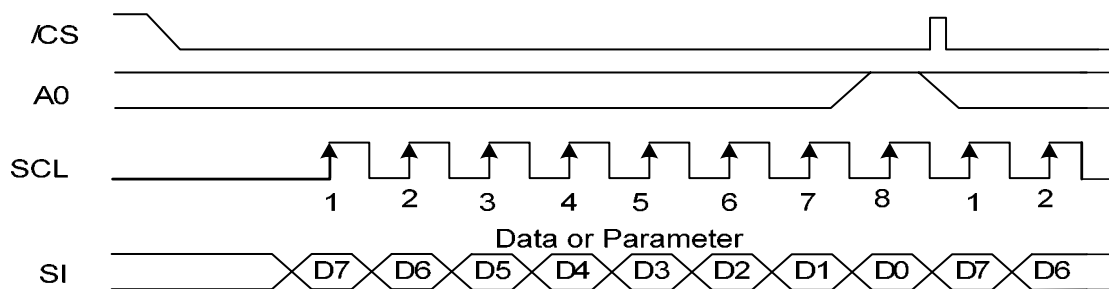 /CS
A0
SCL
1 2 3 4 5 6 7 8 1 2
Data or Parameter
SI D7 D6 D5 D4 D3 D2 D1 D0 D7 D6